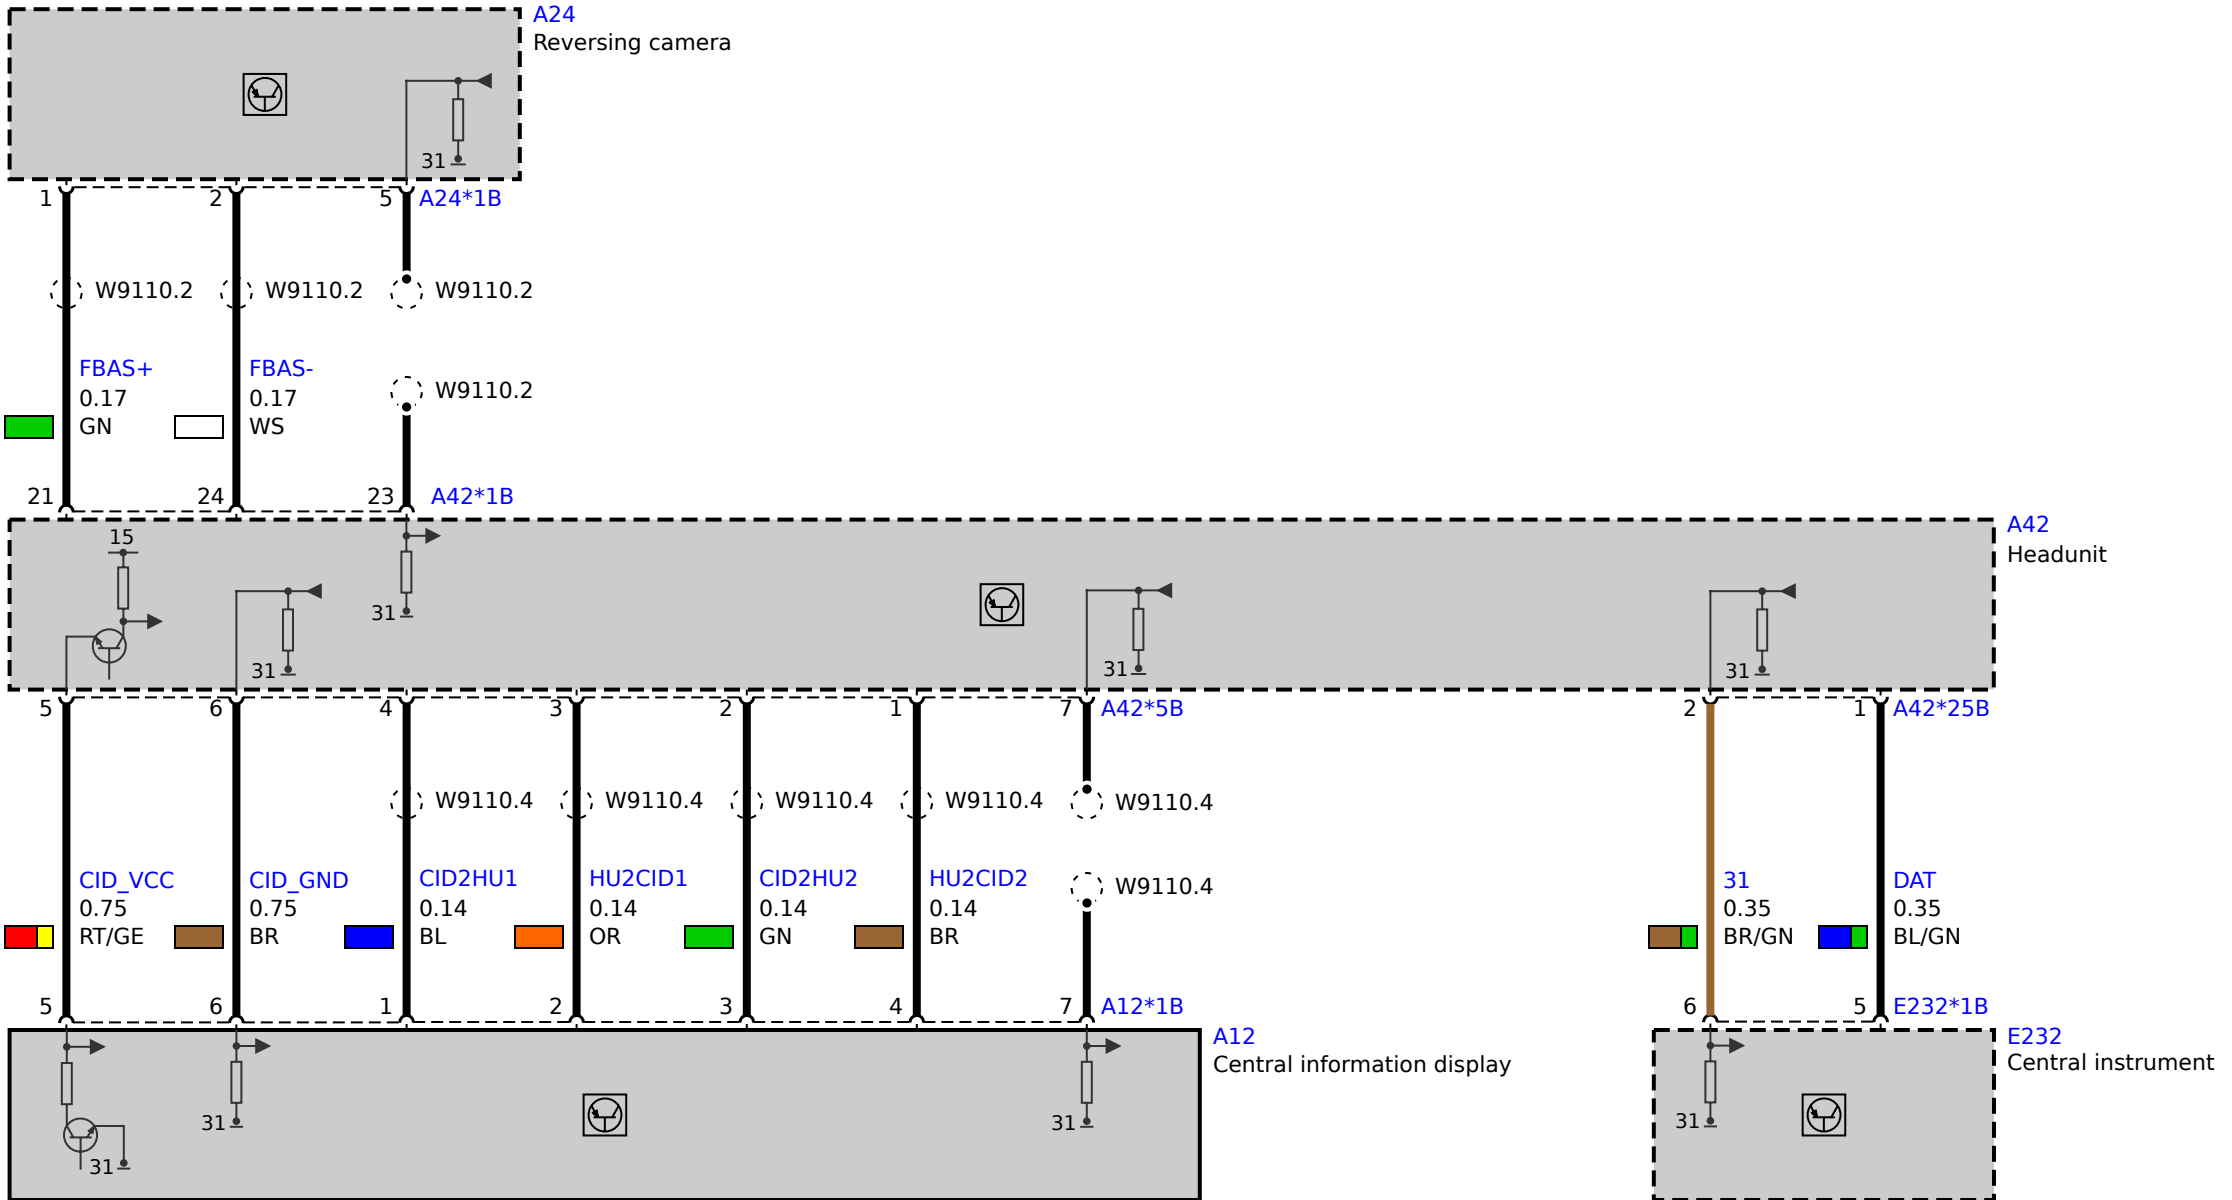 A24
Reversing camera
31
1
2
5
A24*1B
W9110.2
W9110.2
W9110.2
FBAS+
0.17
GN
FBAS-
0.17
WS
W9110.2
21
24
23
A42*1B
A42
Headunit
15
31
31
31
31
5
6
4
3
2
1
7
A42*5B
2
1
A42*25B
W9110.4
W9110.4
W9110.4
W9110.4
W9110.4
CID_VCC
0.75
RT/GE
CID_GND
0.75
BR
CID2HU1
0.14
BL
HU2CID1
0.14
OR
CID2HU2
0.14
GN
HU2CID2
0.14
BR
W9110.4
31
0.35
BR/GN
DAT
0.35
BL/GN
5
6
1
2
3
4
7
A12*1B
6
5
E232*1B
A12
Central information display
E232
Central instrument
31
31
31
31